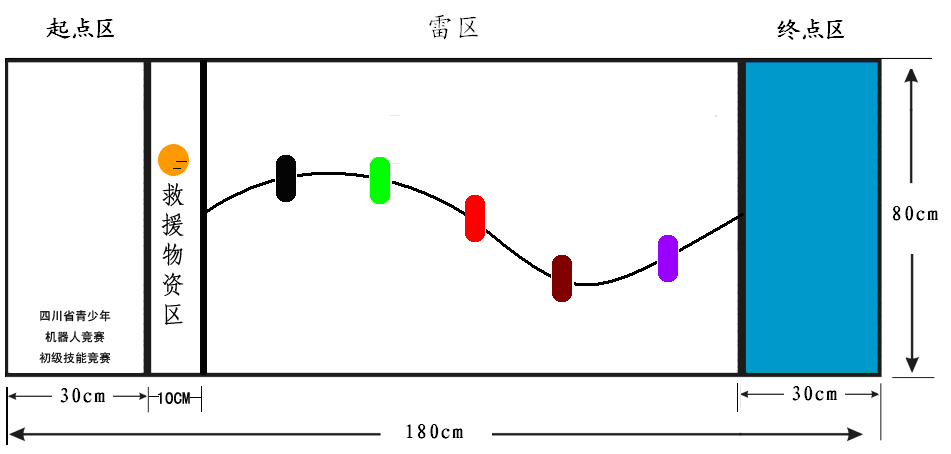 起点区
雷区
终点区
救援物资区
四川省青少年
机器人竞赛
初级技能竞赛
80cm
30cm
10CM
30cm
180cm